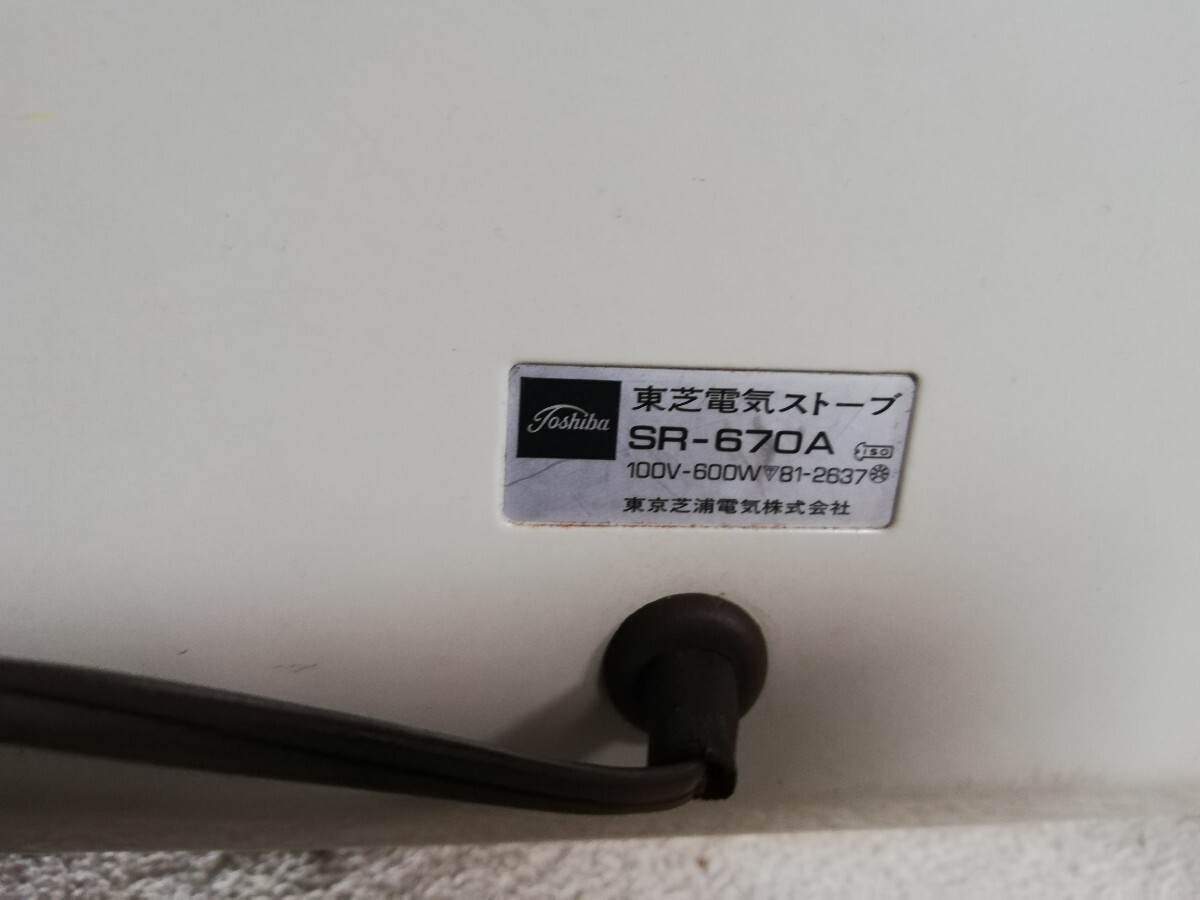 Toshiba
東芝電気ストーブ
SR-670A
ISO
100V-600W 81-2637
東京芝浦電気株式会社